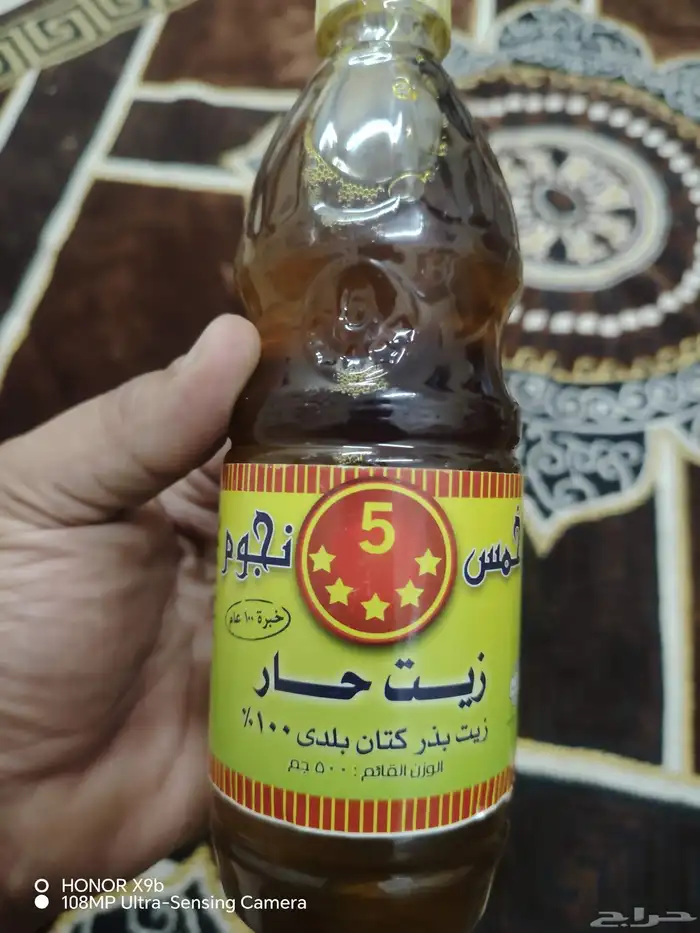 خمس 5 نجوم
خبرة ١٠٠ عام
زيت حار
زيت بذر كتان بلدى ١٠٠٪
الوزن القائم : ٥٠٠ جم
HONOR X9b
108MP Ultra-Sensing Camera
حراج